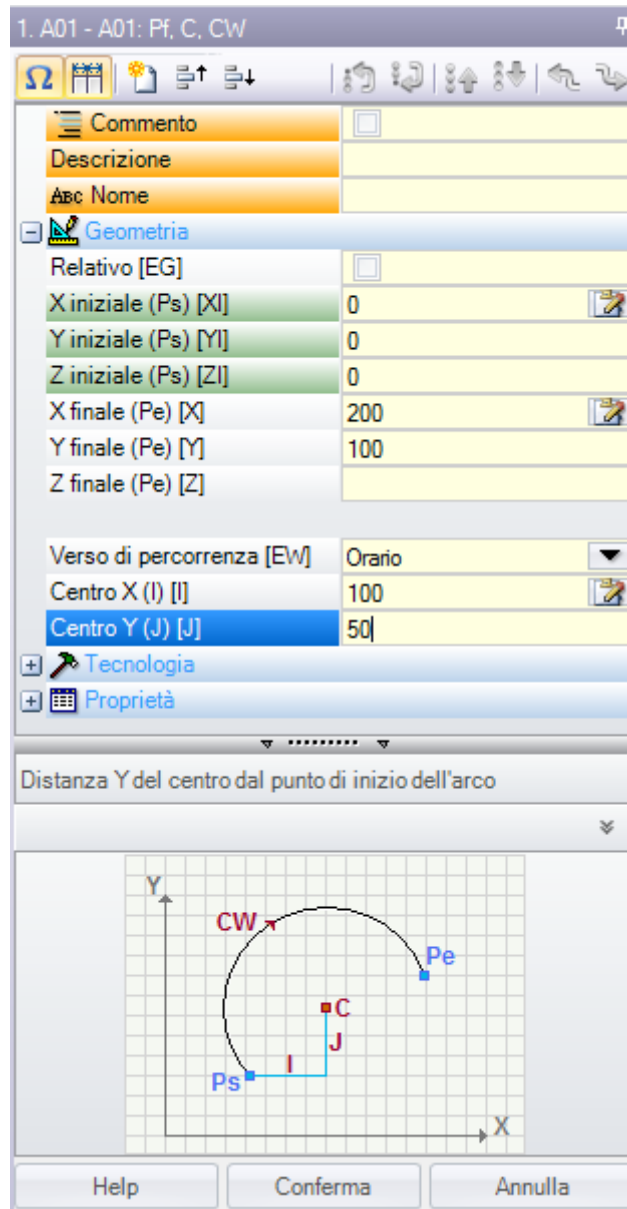 1. A01 - A01: Pf, C, CW
Commento
Descrizione
ABC Nome
Geometria
Relativo [EG]
X iniziale (Ps) [XI] 0
Y iniziale (Ps) [YI] 0
Z iniziale (Ps) [ZI] 0
X finale (Pe) [X] 200
Y finale (Pe) [Y] 100
Z finale (Pe) [Z]
Verso di percorrenza [EW] Orario
Centro X (I) [I] 100
Centro Y (J) [J] 50
Tecnologia
Proprietà
Distanza Y del centro dal punto di inizio dell'arco
Y
CW
Pe
C
J
I
Ps
X
Help Conferma Annulla